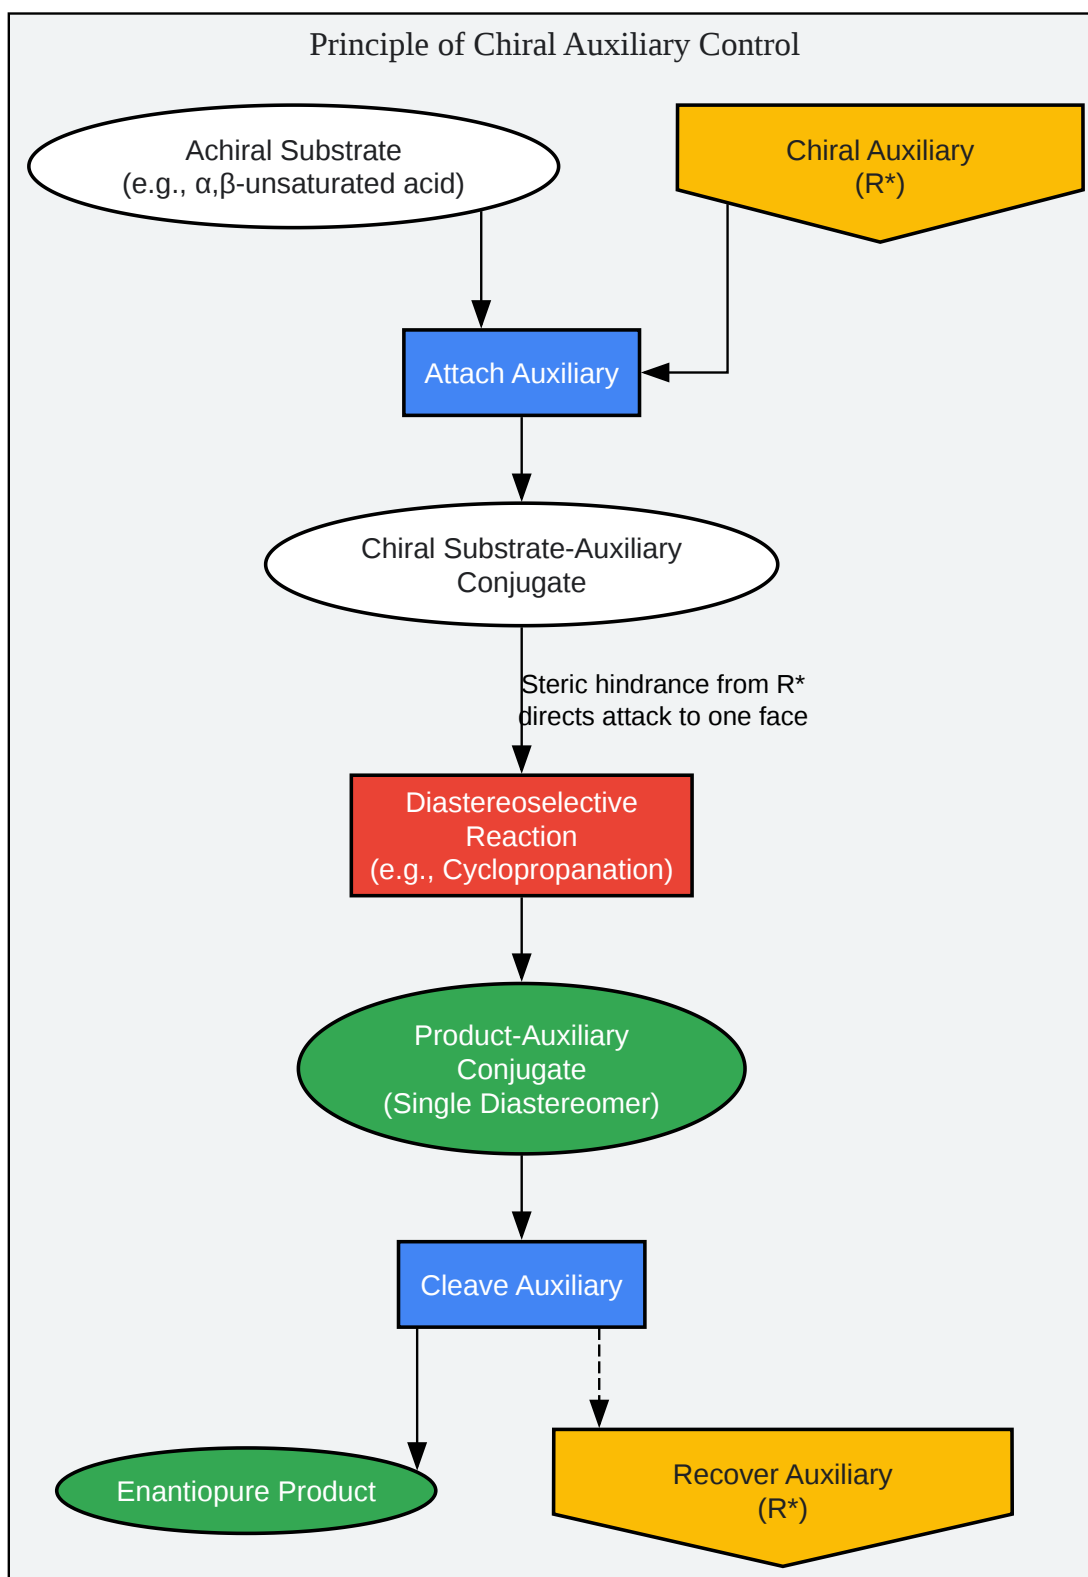 Principle of Chiral Auxiliary Control
Achiral Substrate
(e.g., α,β-unsaturated acid)
Chiral Auxiliary
(R*)
Attach Auxiliary
Chiral Substrate-Auxiliary
Conjugate
Steric hindrance from R*
directs attack to one face
Diastereoselective
Reaction
(e.g., Cyclopropanation)
Product-Auxiliary
Conjugate
(Single Diastereomer)
Cleave Auxiliary
Enantiopure Product
Recover Auxiliary
(R*)